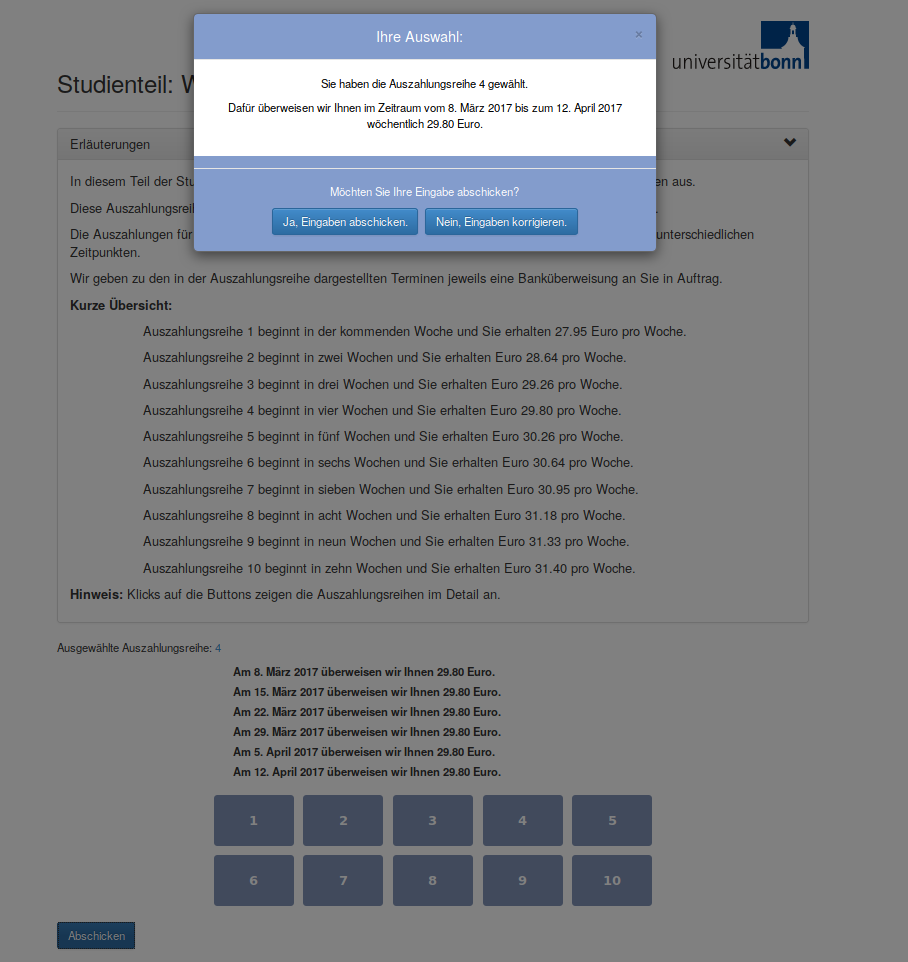 Ihre Auswahl:
×
universitätbonn
Studienteil: W
Sie haben die Auszahlungsreihe 4 gewählt.
Dafür überweisen wir Ihnen im Zeitraum vom 8. März 2017 bis zum 12. April 2017
wöchentlich 29.80 Euro.
Möchten Sie Ihre Eingabe abschicken?
Ja, Eingaben abschicken. Nein, Eingaben korrigieren.
Erläuterungen
In diesem Teil der Stu en aus.
Diese Auszahlungsreih .
Die Auszahlungen für unterschiedlichen
Zeitpunkten.
Wir geben zu den in der Auszahlungsreihe dargestellten Terminen jeweils eine Banküberweisung an Sie in Auftrag.
Kurze Übersicht:
Auszahlungsreihe 1 beginnt in der kommenden Woche und Sie erhalten 27.95 Euro pro Woche.
Auszahlungsreihe 2 beginnt in zwei Wochen und Sie erhalten Euro 28.64 pro Woche.
Auszahlungsreihe 3 beginnt in drei Wochen und Sie erhalten Euro 29.26 pro Woche.
Auszahlungsreihe 4 beginnt in vier Wochen und Sie erhalten Euro 29.80 pro Woche.
Auszahlungsreihe 5 beginnt in fünf Wochen und Sie erhalten Euro 30.26 pro Woche.
Auszahlungsreihe 6 beginnt in sechs Wochen und Sie erhalten Euro 30.64 pro Woche.
Auszahlungsreihe 7 beginnt in sieben Wochen und Sie erhalten Euro 30.95 pro Woche.
Auszahlungsreihe 8 beginnt in acht Wochen und Sie erhalten Euro 31.18 pro Woche.
Auszahlungsreihe 9 beginnt in neun Wochen und Sie erhalten Euro 31.33 pro Woche.
Auszahlungsreihe 10 beginnt in zehn Wochen und Sie erhalten Euro 31.40 pro Woche.
Hinweis: Klicks auf die Buttons zeigen die Auszahlungsreihen im Detail an.
Ausgewählte Auszahlungsreihe: 4
Am 8. März 2017 überweisen wir Ihnen 29.80 Euro.
Am 15. März 2017 überweisen wir Ihnen 29.80 Euro.
Am 22. März 2017 überweisen wir Ihnen 29.80 Euro.
Am 29. März 2017 überweisen wir Ihnen 29.80 Euro.
Am 5. April 2017 überweisen wir Ihnen 29.80 Euro.
Am 12. April 2017 überweisen wir Ihnen 29.80 Euro.
1 2 3 4 5
6 7 8 9 10
Abschicken